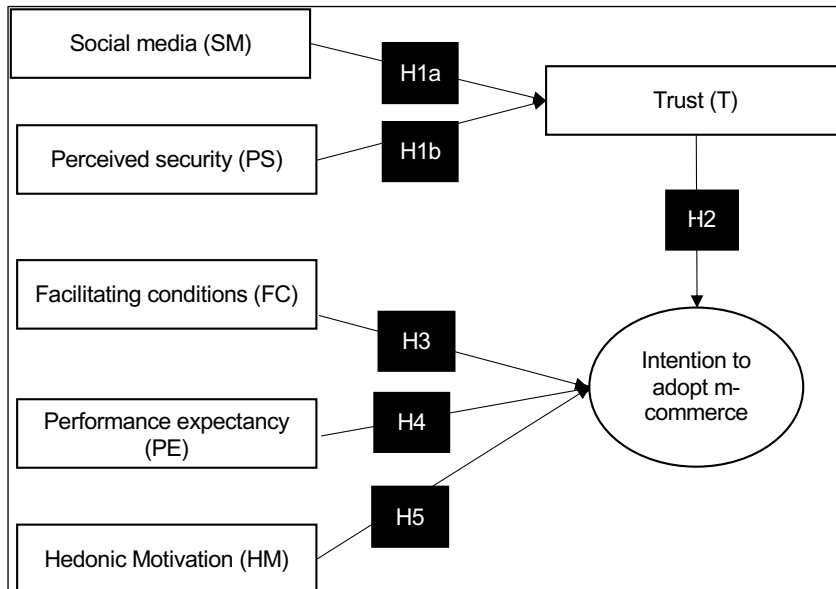 Social media (SM)
H1a
Trust (T)
Perceived security (PS)
H1b
H2
Facilitating conditions (FC)
H3
Intention to
adopt m-
commerce
Performance expectancy
(PE)
H4
H5
Hedonic Motivation (HM)